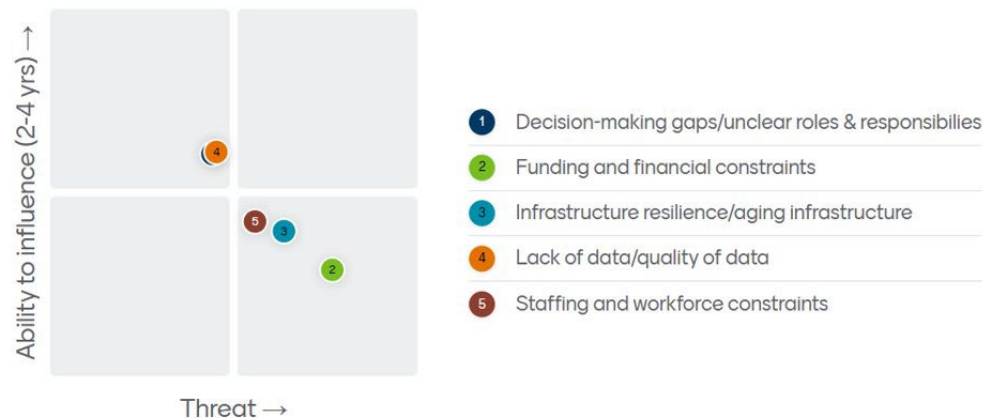 Ability to influence (2-4 yrs) →
4
5
3
2
Threat →
1 Decision-making gaps/unclear roles & responsibilies
2 Funding and financial constraints
3 Infrastructure resilience/aging infrastructure
4 Lack of data/quality of data
5 Staffing and workforce constraints